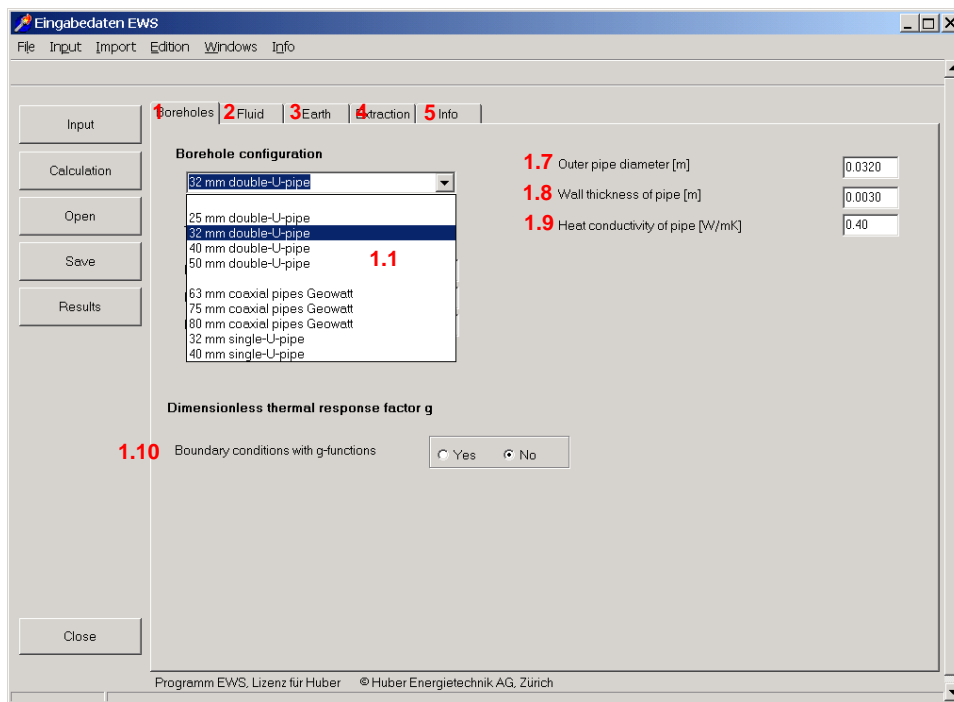 Eingabedaten EWS
File Input Import Edition Windows Info
Input
Calculation
Open
Save
Results
Close
1 Boreholes 2 Fluid 3 Earth 4 Extraction 5 Info
Borehole configuration
32 mm double-U-pipe
25 mm double-U-pipe
32 mm double-U-pipe
40 mm double-U-pipe
50 mm double-U-pipe
1.1
63 mm coaxial pipes Geowatt
75 mm coaxial pipes Geowatt
80 mm coaxial pipes Geowatt
32 mm single-U-pipe
40 mm single-U-pipe
1.7 Outer pipe diameter [m] 0.0320
1.8 Wall thickness of pipe [m] 0.0030
1.9 Heat conductivity of pipe [W/mK] 0.40
Dimensionless thermal response factor g
1.10 Boundary conditions with g-functions Yes No
Programm EWS, Lizenz für Huber © Huber Energietechnik AG, Zürich